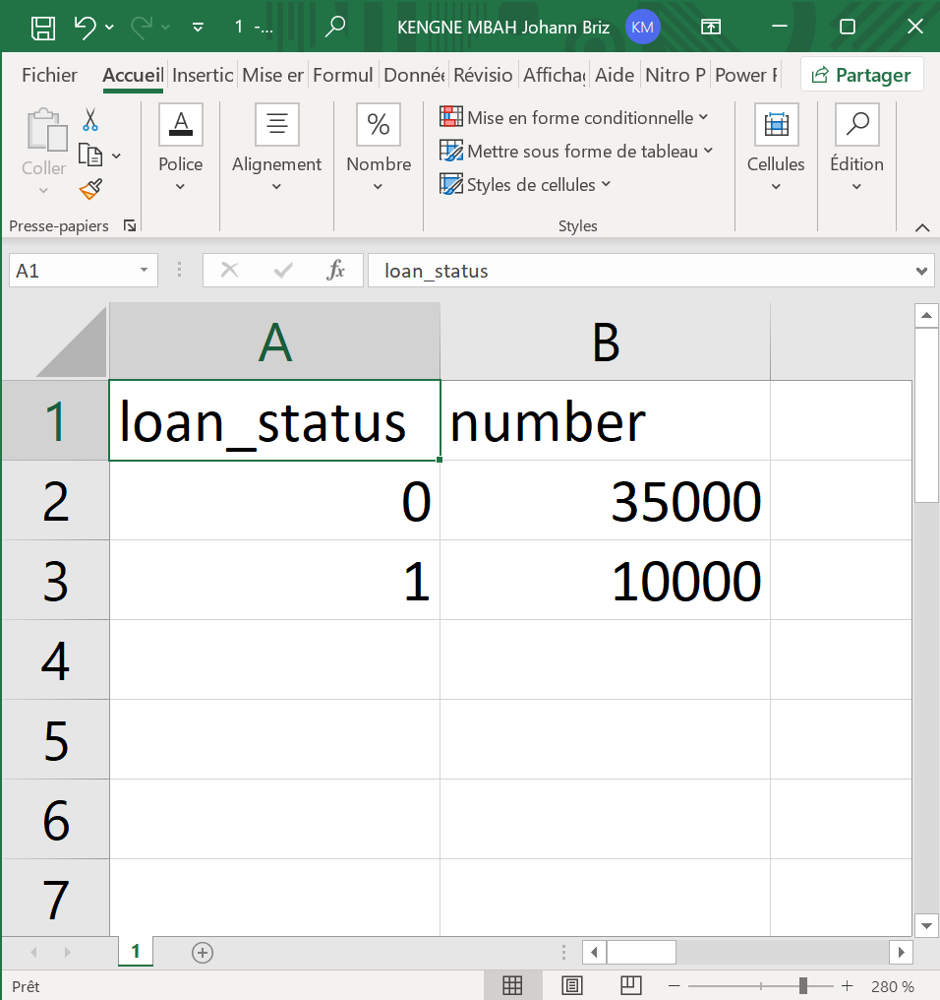 1 -... KENGNE MBAH Johann Briz KM
Fichier Accueil Insertic Mise er Formul Donné Révisio Affichag Aide Nitro P Power Partager
Coller Police Alignement Nombre Mise en forme conditionnelle Cellules Édition
Mettre sous forme de tableau
Styles de cellules
Presse-papiers Styles
A1 fx loan_status
A B
1 loan_status number
2 0 35000
3 1 10000
4
5
6
7
1
Prêt 280 %